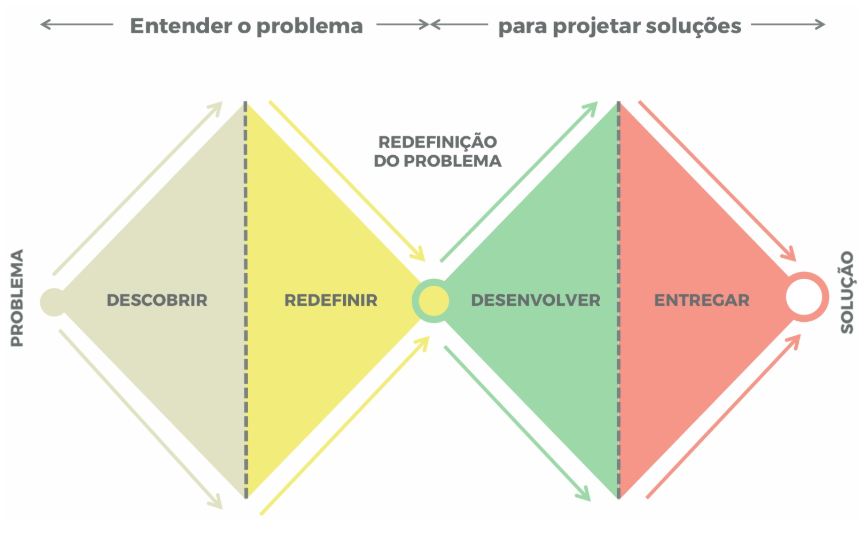 Entender o problema
para projetar soluções
REDEFINIÇÃO
DO PROBLEMA
PROBLEMA
DESCOBRIR
REDEFINIR
DESENVOLVER
ENTREGAR
SOLUÇÃO